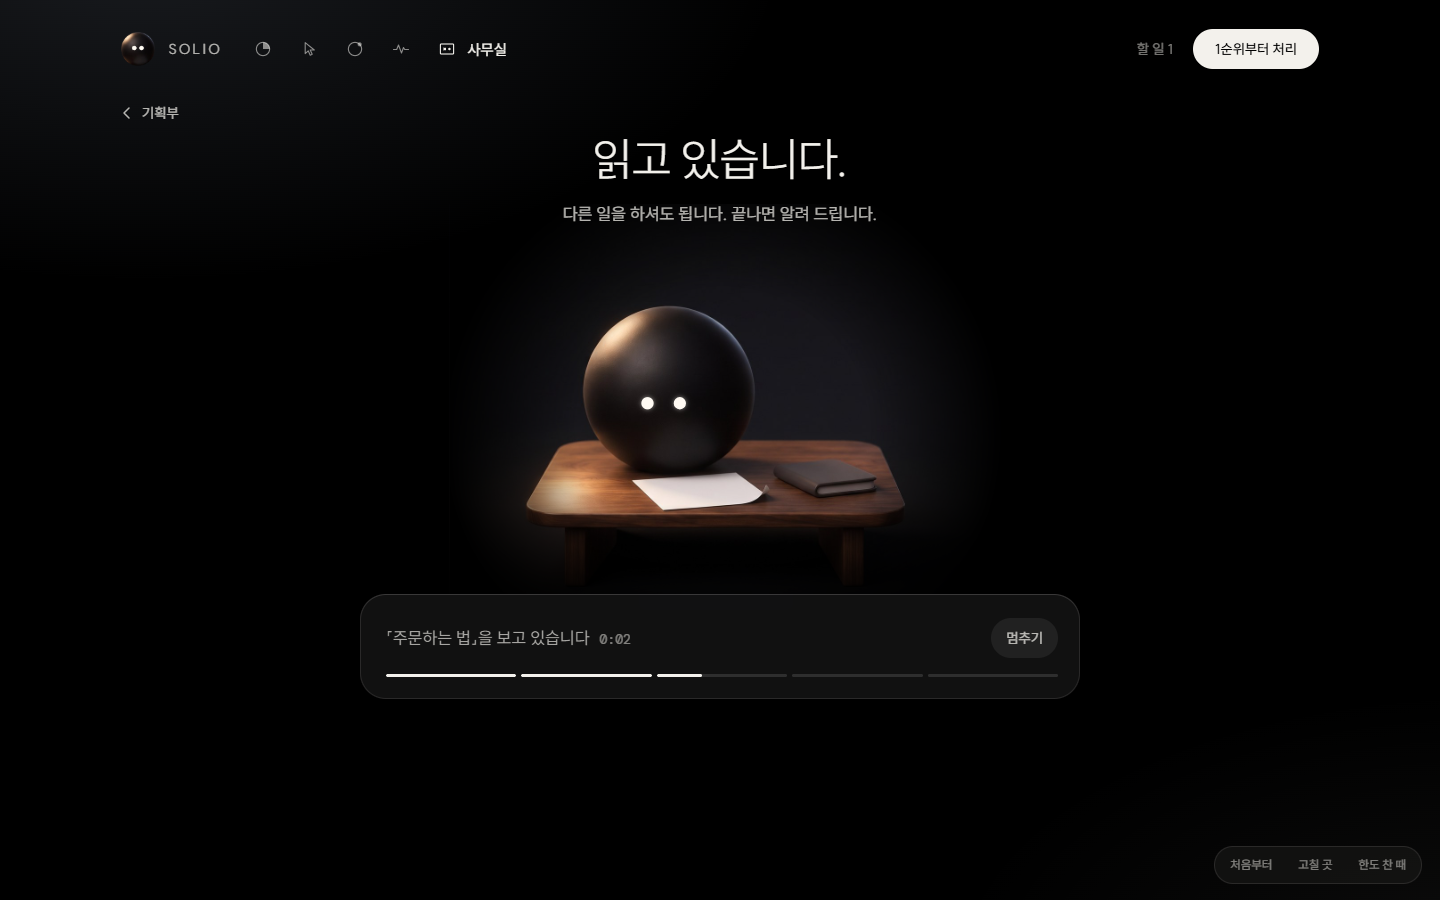 SOLIO
사무실
할 일 1
1순위부터 처리
기획부
읽고 있습니다.
다른 일을 하셔도 됩니다. 끝나면 알려 드립니다.
「주문하는 법」을 보고 있습니다 0:02
멈추기
처음부터
고칠 곳
한도 찬 때